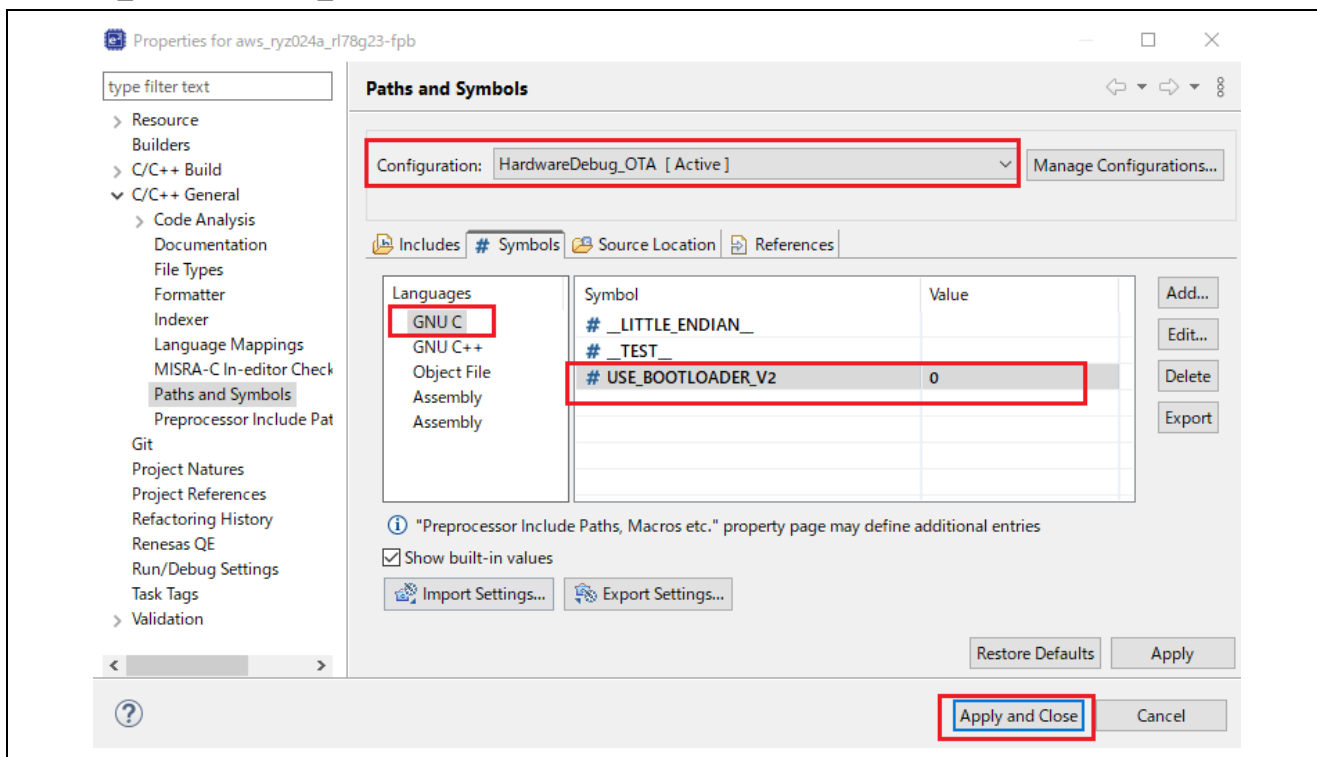 Properties for aws_ryz024a_rl78g23-fpb
type filter text
Resource
Builders
C/C++ Build
C/C++ General
Code Analysis
Documentation
File Types
Formatter
Indexer
Language Mappings
MISRA-C In-editor Check
Paths and Symbols
Preprocessor Include Pat
Git
Project Natures
Project References
Refactoring History
Renesas QE
Run/Debug Settings
Task Tags
Validation
Paths and Symbols
Configuration: HardwareDebug_OTA [ Active ] Manage Configurations...
Includes # Symbols Source Location References
Languages
GNU C
GNU C++
Object File
Assembly
Assembly
Symbol Value
# __LITTLE_ENDIAN__
# __TEST__
# USE_BOOTLOADER_V2 0
Add...
Edit...
Delete
Export
"Preprocessor Include Paths, Macros etc." property page may define additional entries
Show built-in values
Import Settings... Export Settings...
Restore Defaults Apply
Apply and Close Cancel